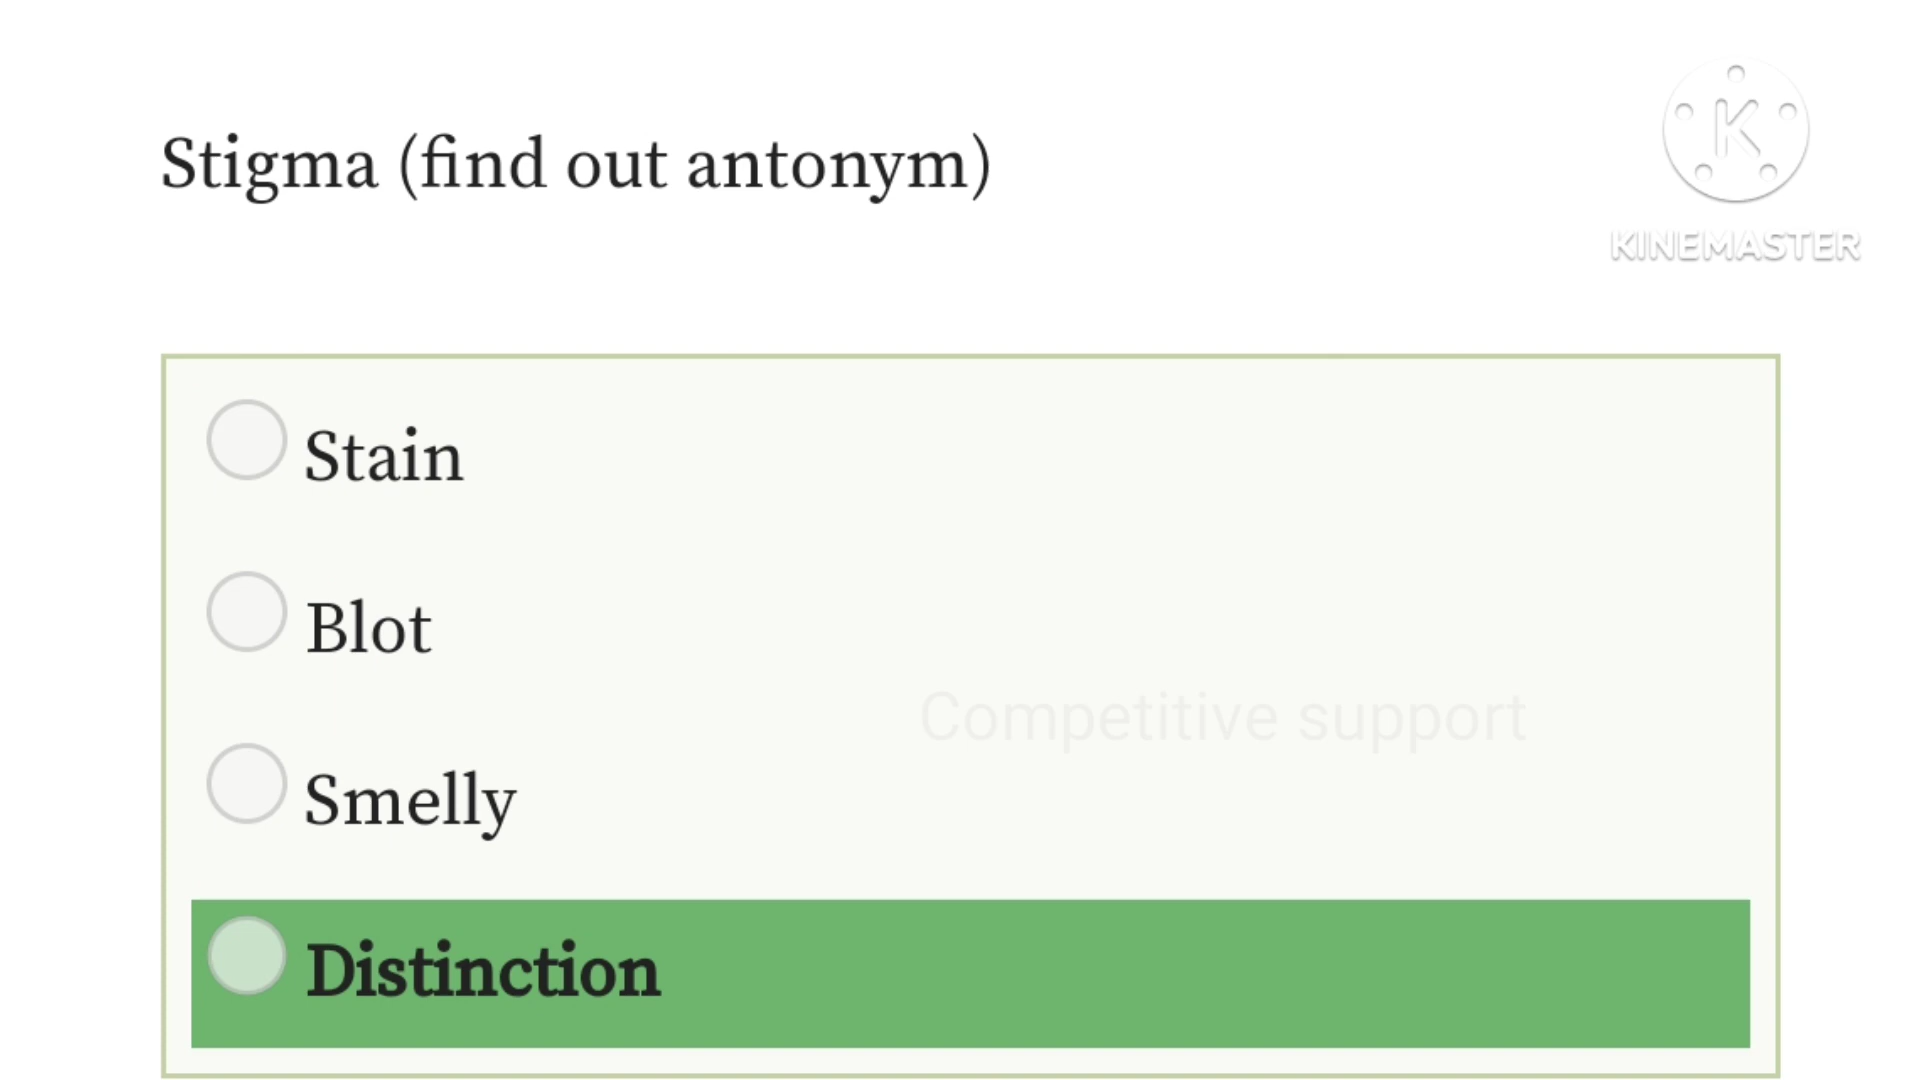 Stigma (find out antonym)
K
KINEMASTER
Stain
Blot
Competitive support
Smelly
Distinction